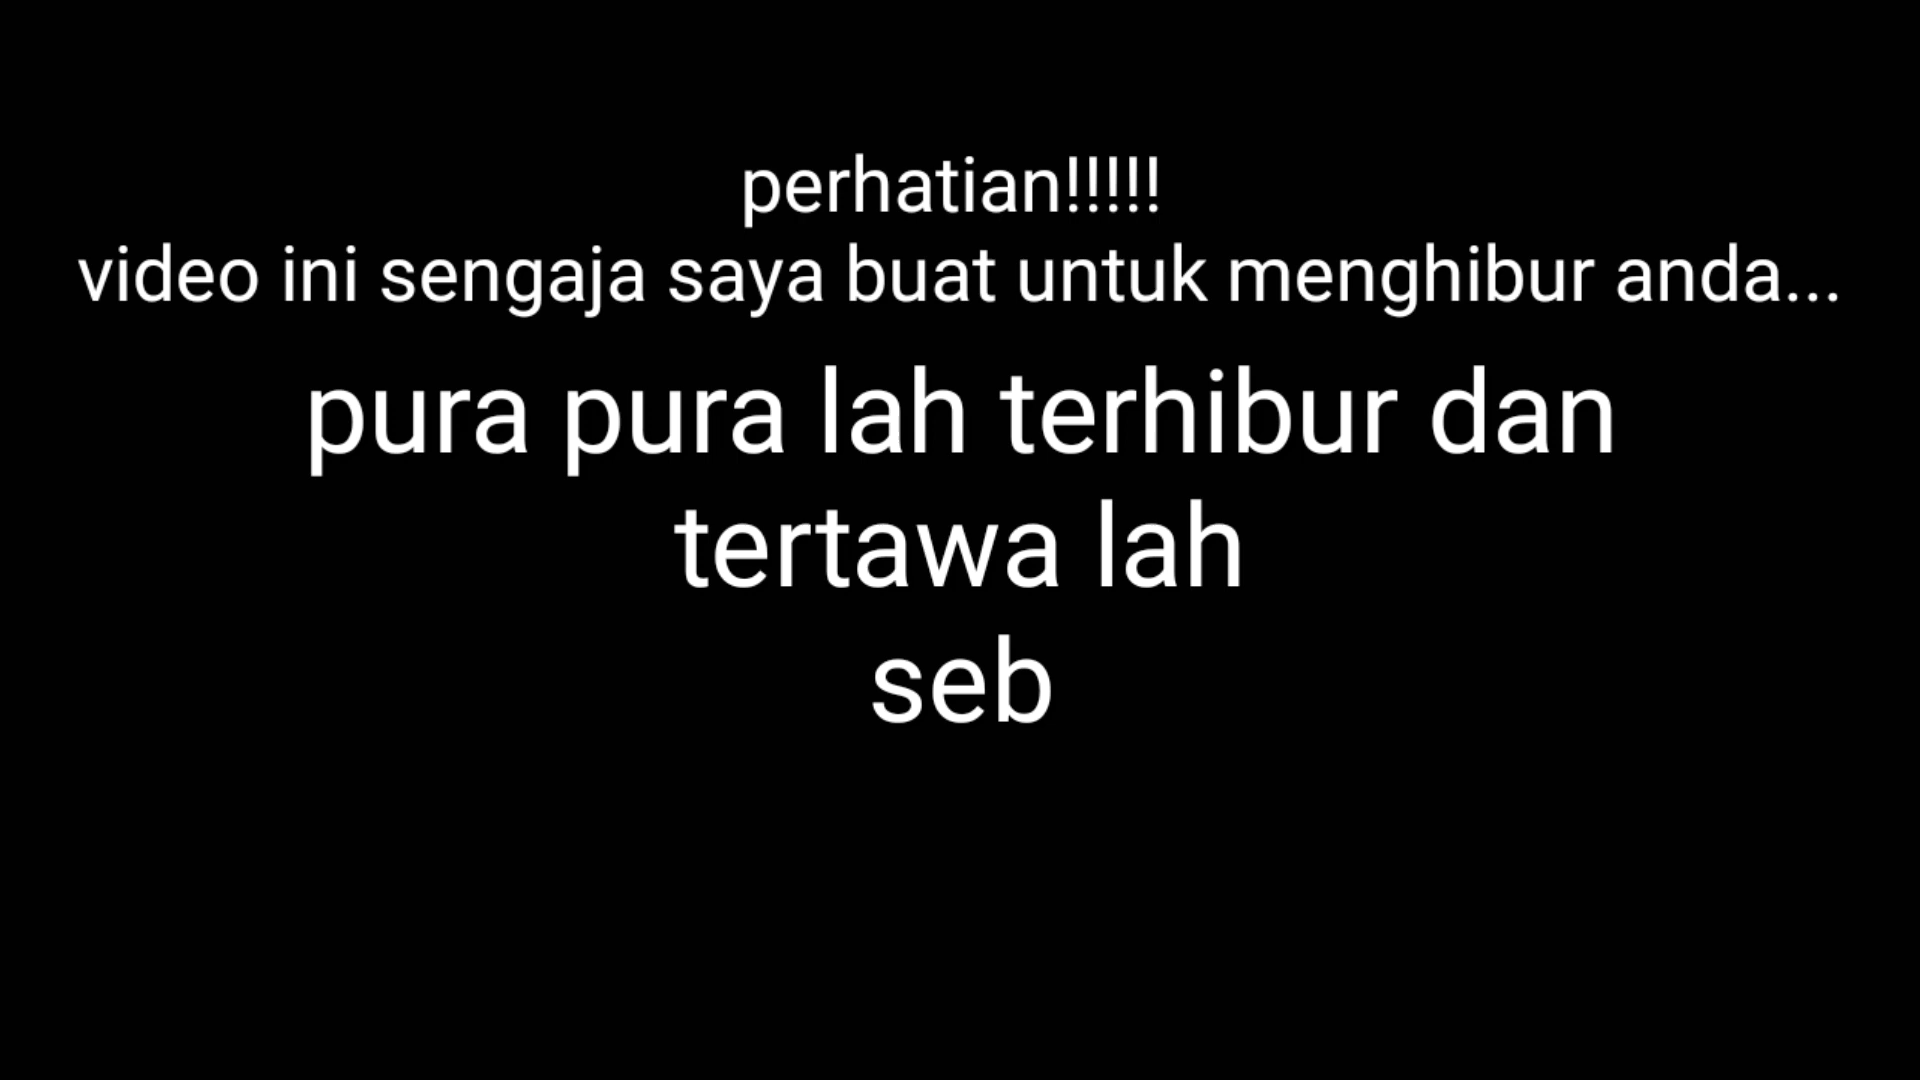 perhatian!!!!!
video ini sengaja saya buat untuk menghibur anda...
pura pura lah terhibur dan
tertawa lah
seb